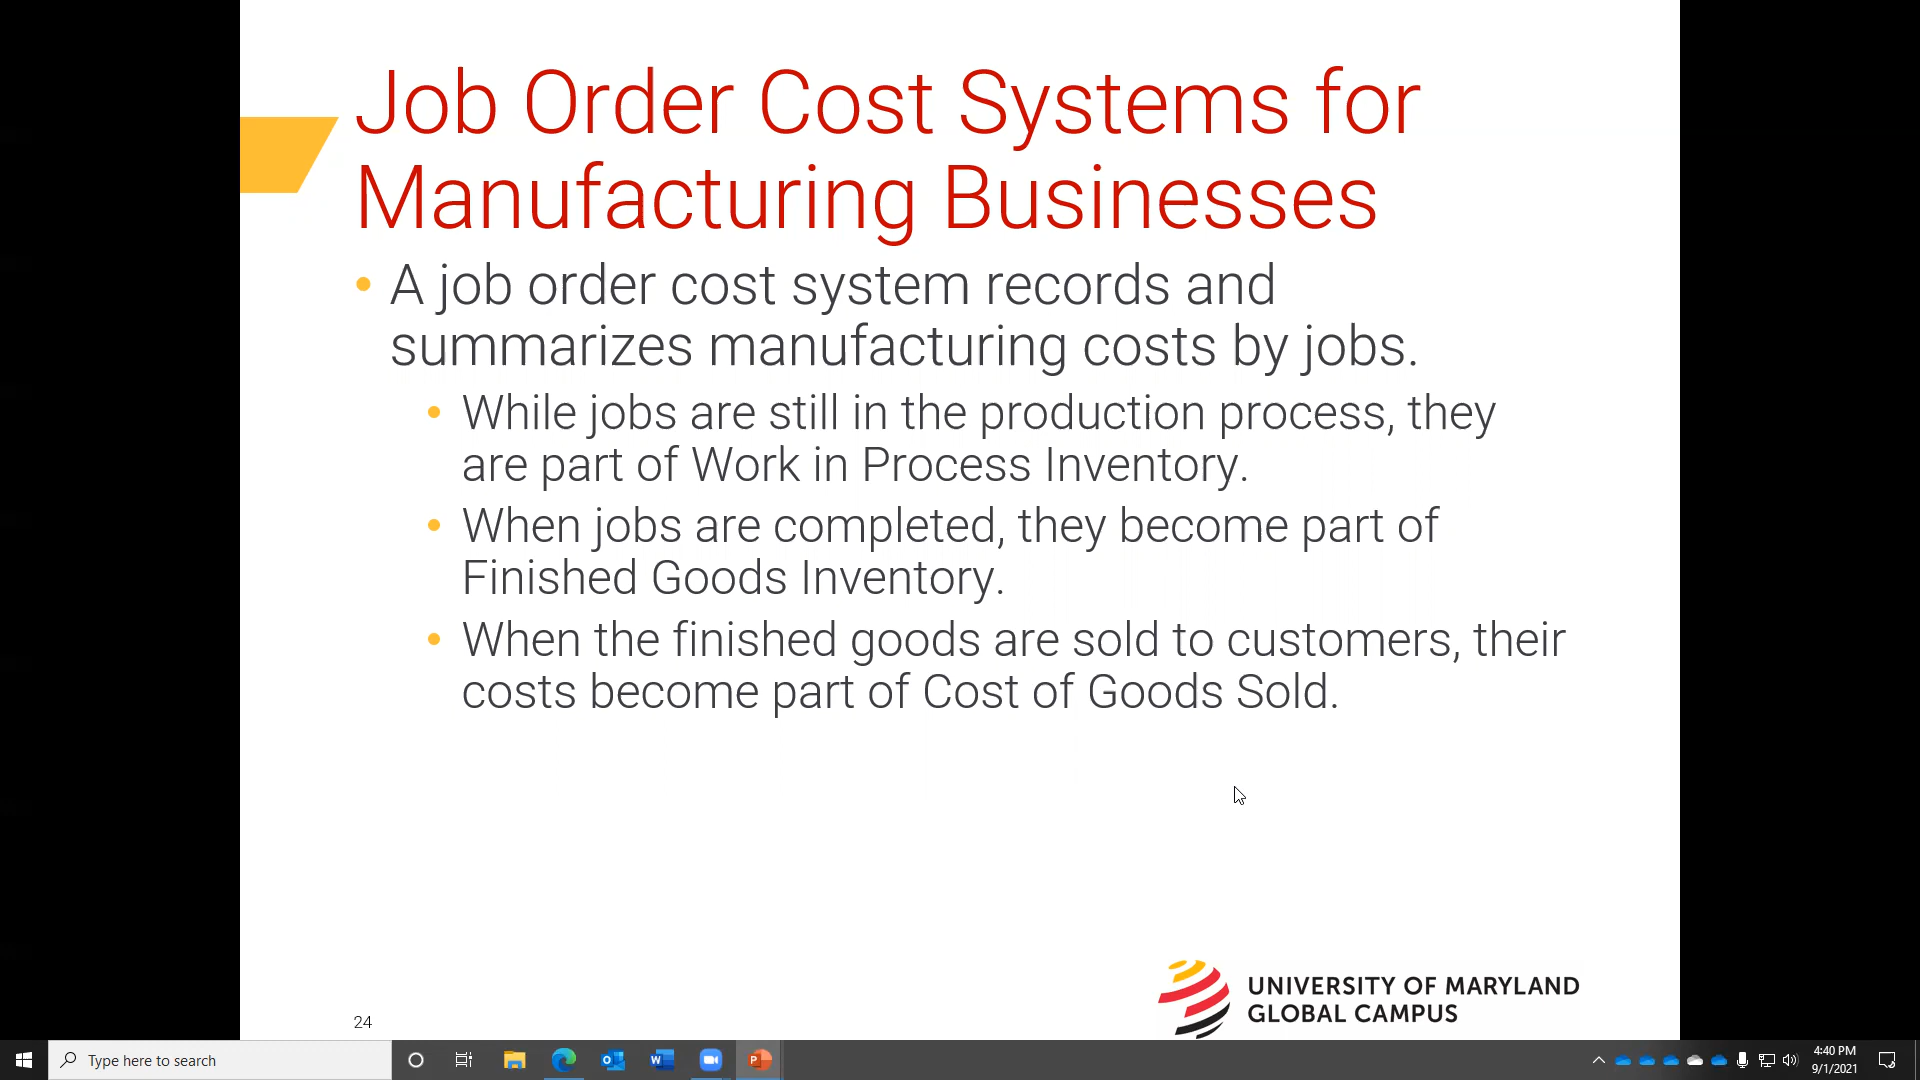 Job Order Cost Systems for
Manufacturing Businesses
• A job order cost system records and
summarizes manufacturing costs by jobs.
• While jobs are still in the production process, they
are part of Work in Process Inventory.
• When jobs are completed, they become part of
Finished Goods Inventory.
• When the finished goods are sold to customers, their
costs become part of Cost of Goods Sold.
UNIVERSITY OF MARYLAND
GLOBAL CAMPUS
24
Type here to search
4:40 PM
9/1/2021